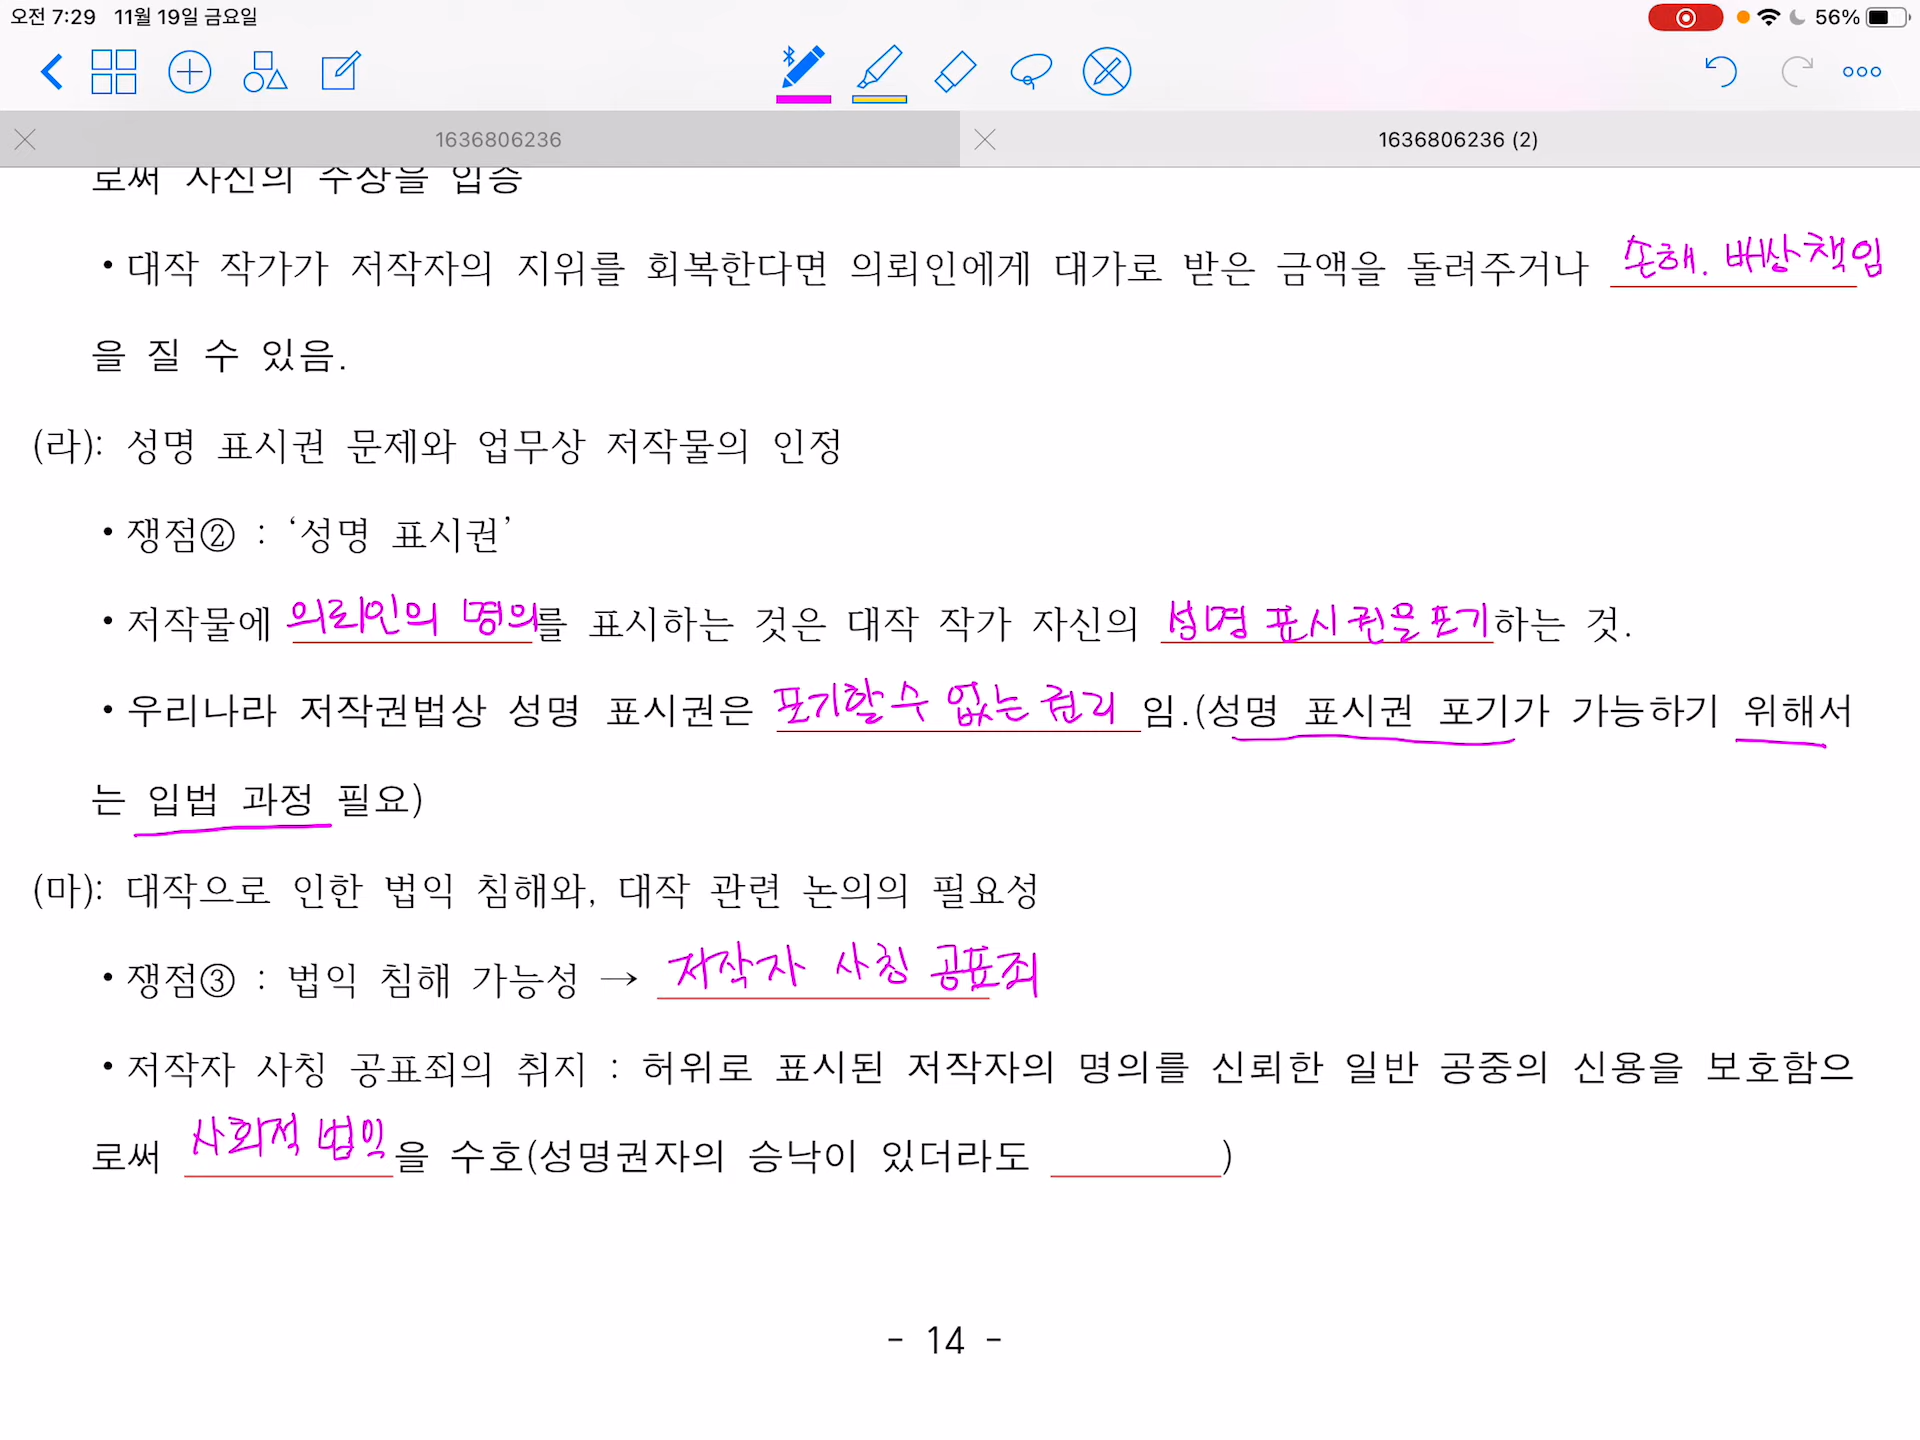 오전 7:29 11월 19일 금요일 56%
1636806236 1636806236 (2)
로써 자신의 주장을 입증
• 대작 작가가 저작자의 지위를 회복한다면 의뢰인에게 대가로 받은 금액을 돌려주거나 손해. 배상책임
을 질 수 있음.
(라): 성명 표시권 문제와 업무상 저작물의 인정
• 쟁점② : ‘성명 표시권’
• 저작물에 의뢰인의 명의를 표시하는 것은 대작 작가 자신의 성명 표시권을포기하는 것.
• 우리나라 저작권법상 성명 표시권은 포기할수 없는 권리 임.(성명 표시권 포기가 가능하기 위해서
는 입법 과정 필요)
(마): 대작으로 인한 법익 침해와, 대작 관련 논의의 필요성
• 쟁점③ : 법익 침해 가능성 → 저작자 사칭 공표죄
• 저작자 사칭 공표죄의 취지 : 허위로 표시된 저작자의 명의를 신뢰한 일반 공중의 신용을 보호함으
로써 사회적 법익을 수호(성명권자의 승낙이 있더라도 )
- 14 -